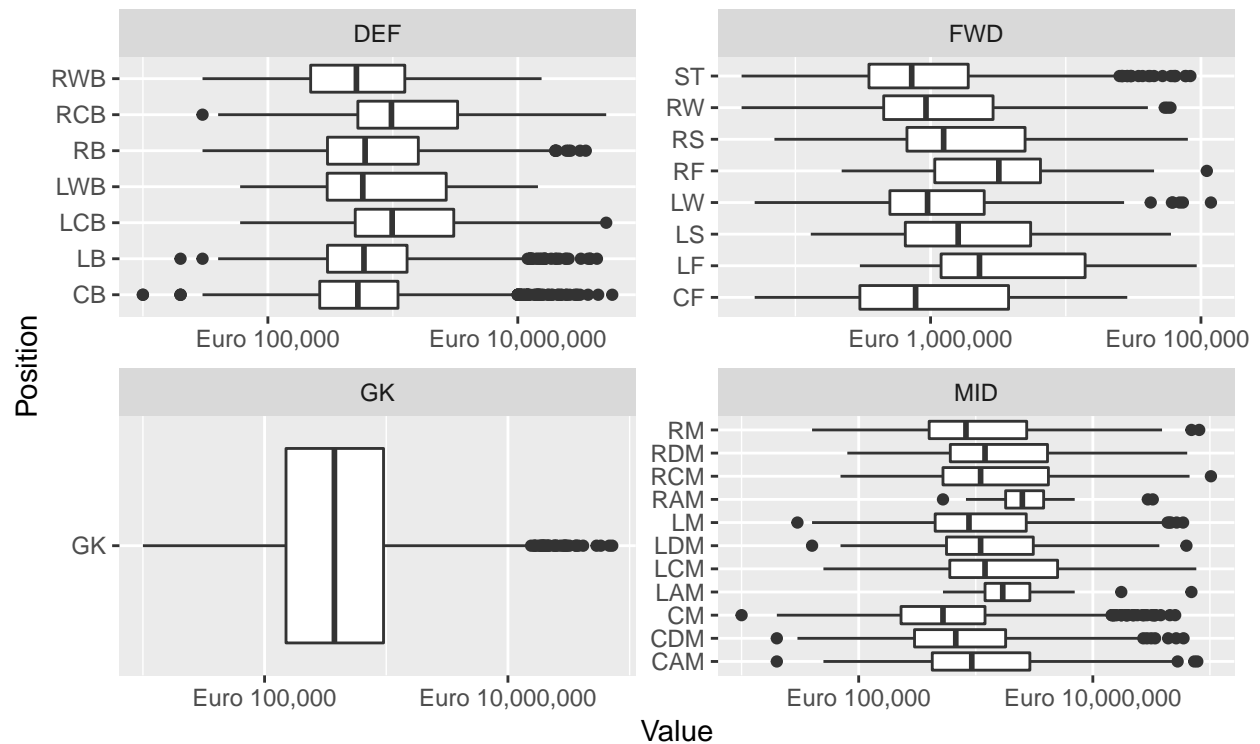 DEF
RWB
RCB
RB
LWB
LCB
LB
CB
Euro 100,000
Euro 10,000,000
FWD
ST
RW
RS
RF
LW
LS
LF
CF
Euro 1,000,000
Euro 100,000
Position
GK
GK
Euro 100,000
Euro 10,000,000
MID
RM
RDM
RCM
RAM
LM
LDM
LCM
LAM
CM
CDM
CAM
Euro 100,000
Euro 10,000,000
Value